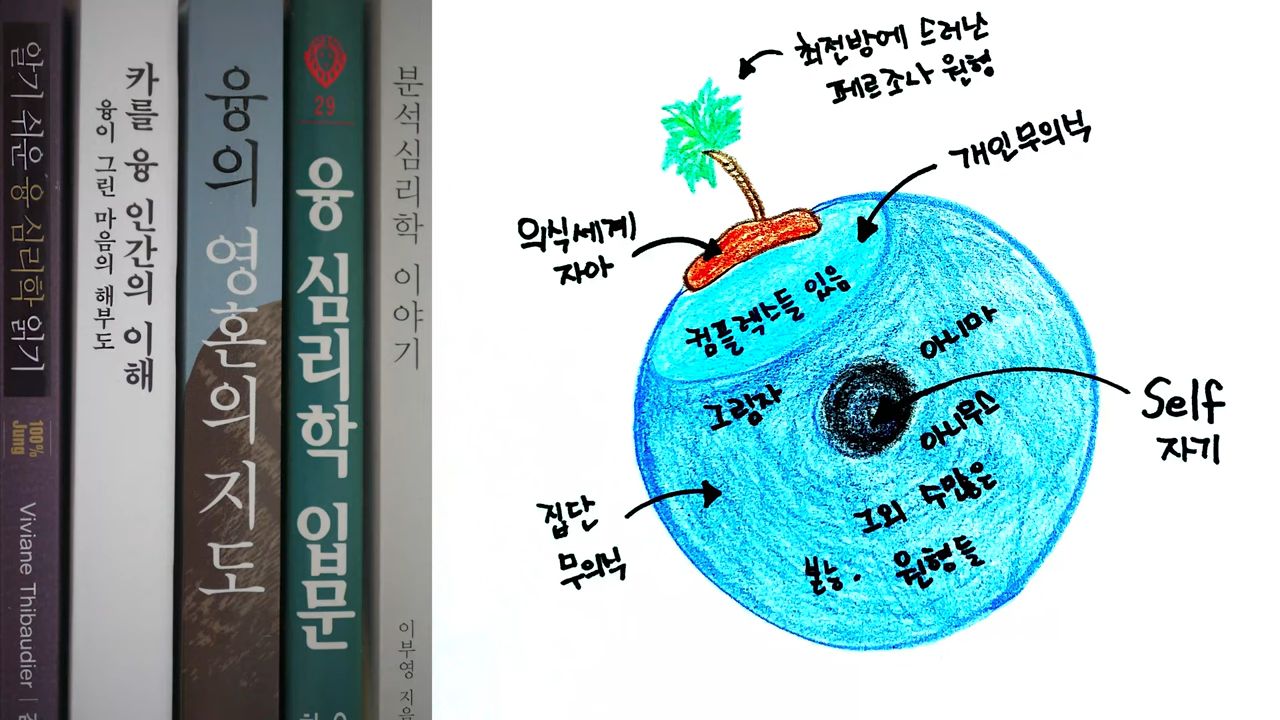 알기 쉬운 융 심리학 읽기
100%
Jung
Viviane Thibaudier |
카를 융 인간의 이해
융이 그린 마음의 해부도
융의 영혼의 지도
29
융 심리학 입문
분석심리학 이야기
이부영 지음
최전방에 드러난
페르조나 원형
개인무의식
의식세계
자아
컴플렉스들 있음
아니마
그림자
Self
자기
아니무스
집단
무의식
그외 수많은
본능· 원형들